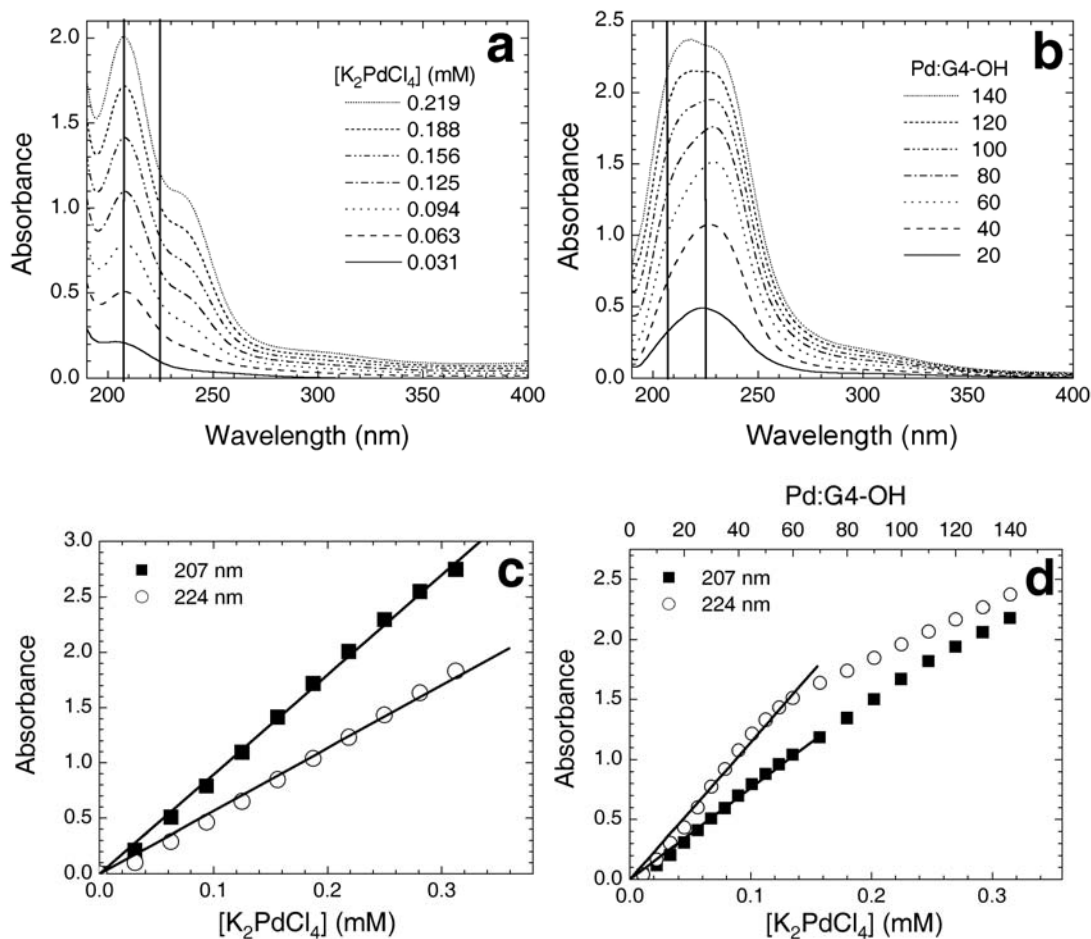 a
[K₂PdCl₄] (mM)
0.219
0.188
0.156
0.125
0.094
0.063
0.031
2.0
1.5
1.0
0.5
0.0
200 250 300 350 400
Absorbance
Wavelength (nm)
b
Pd:G4-OH
140
120
100
80
60
40
20
2.5
2.0
1.5
1.0
0.5
0.0
200 250 300 350 400
Absorbance
Wavelength (nm)
c
207 nm
224 nm
3.0
2.5
2.0
1.5
1.0
0.5
0.0
0.0 0.1 0.2 0.3
Absorbance
[K₂PdCl₄] (mM)
Pd:G4-OH
0 20 40 60 80 100 120 140
d
207 nm
224 nm
2.5
2.0
1.5
1.0
0.5
0.0
0.0 0.1 0.2 0.3
Absorbance
[K₂PdCl₄] (mM)